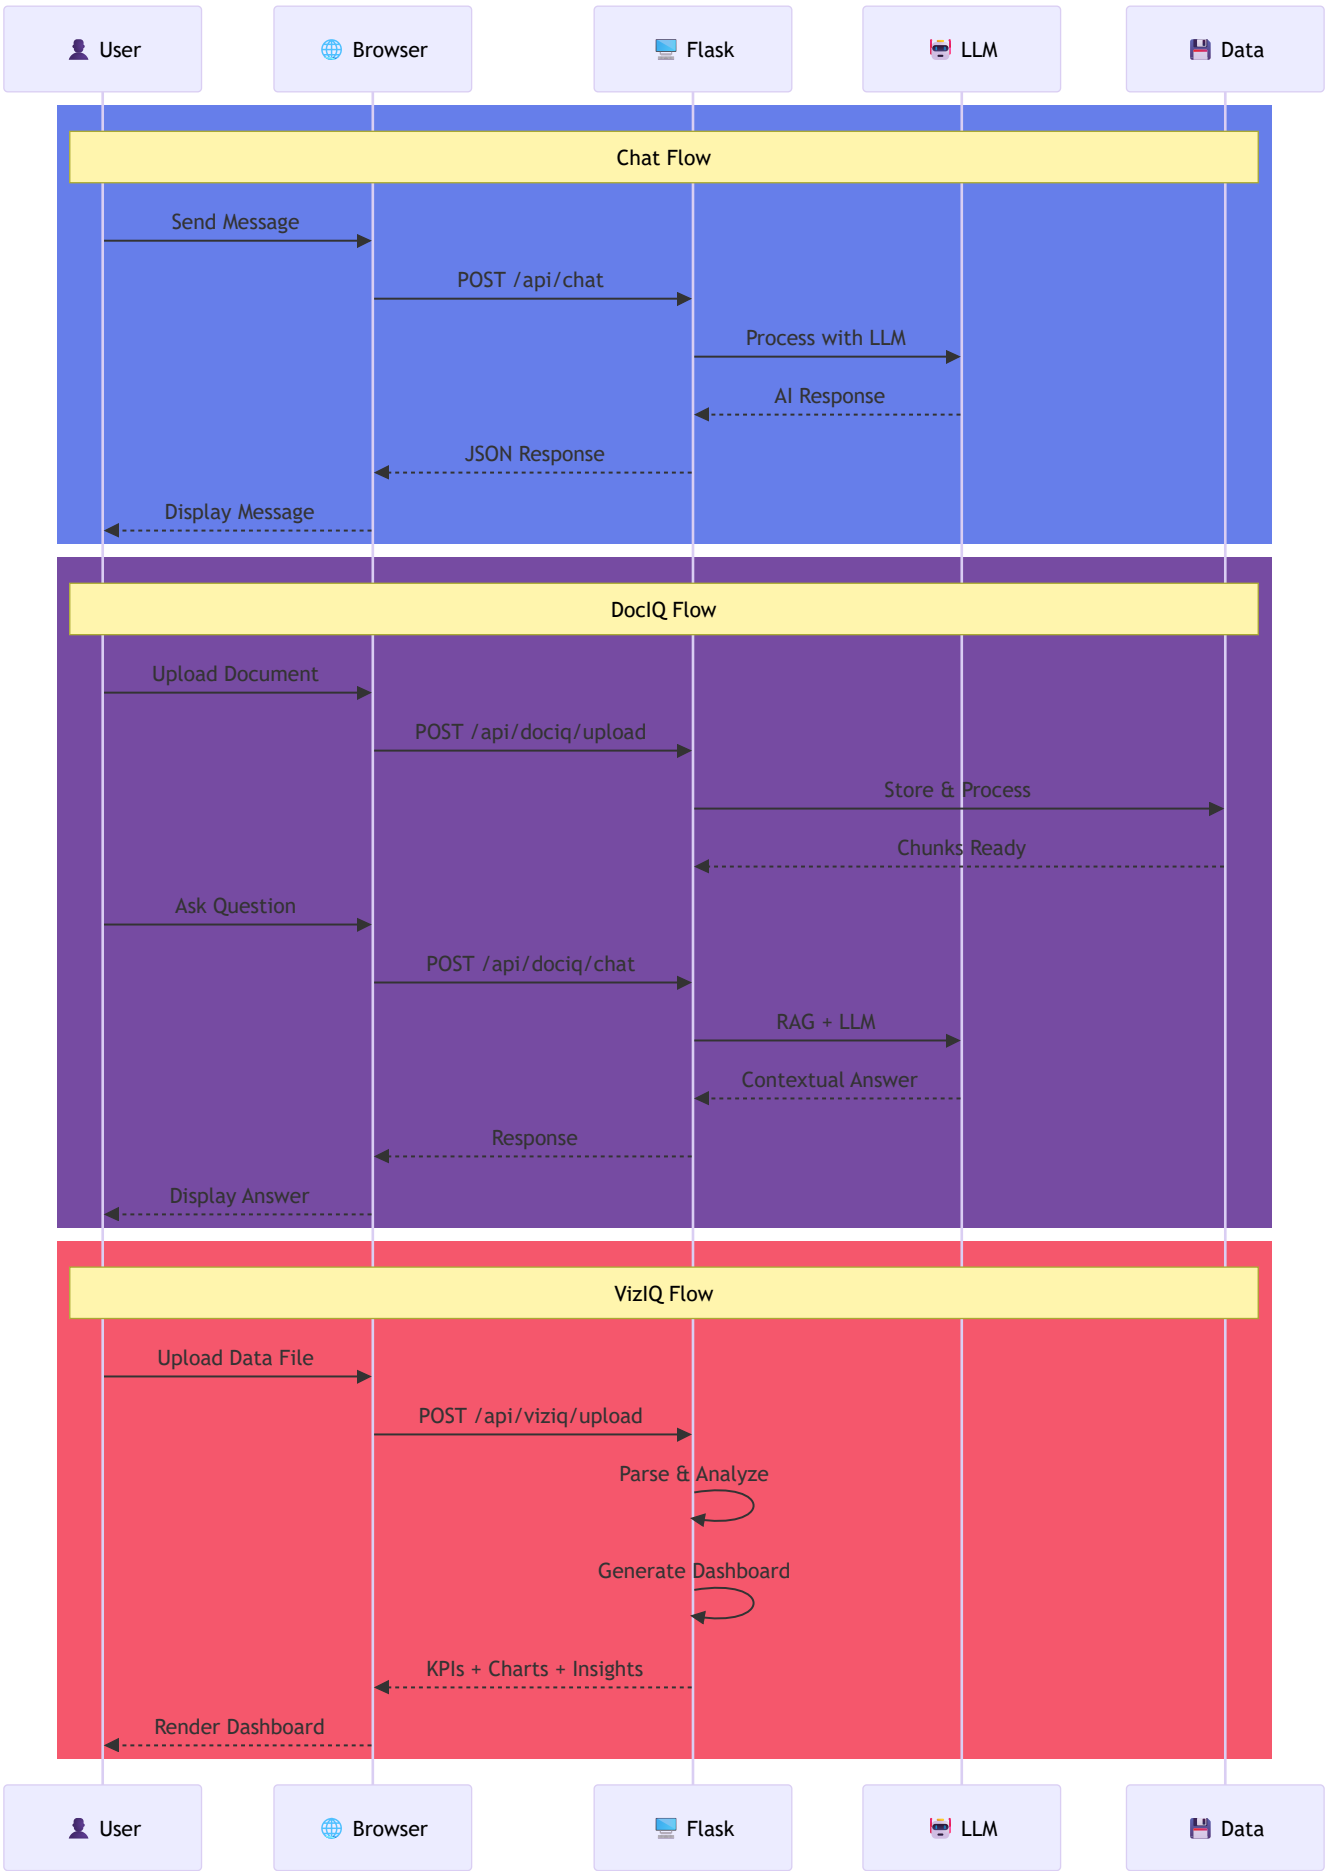 User
Browser
Flask
LLM
Data
Chat Flow
Send Message
POST /api/chat
Process with LLM
AI Response
JSON Response
Display Message
DocIQ Flow
Upload Document
POST /api/dociq/upload
Store & Process
Chunks Ready
Ask Question
POST /api/dociq/chat
RAG + LLM
Contextual Answer
Response
Display Answer
VizIQ Flow
Upload Data File
POST /api/viziq/upload
Parse & Analyze
Generate Dashboard
KPIs + Charts + Insights
Render Dashboard
User
Browser
Flask
LLM
Data